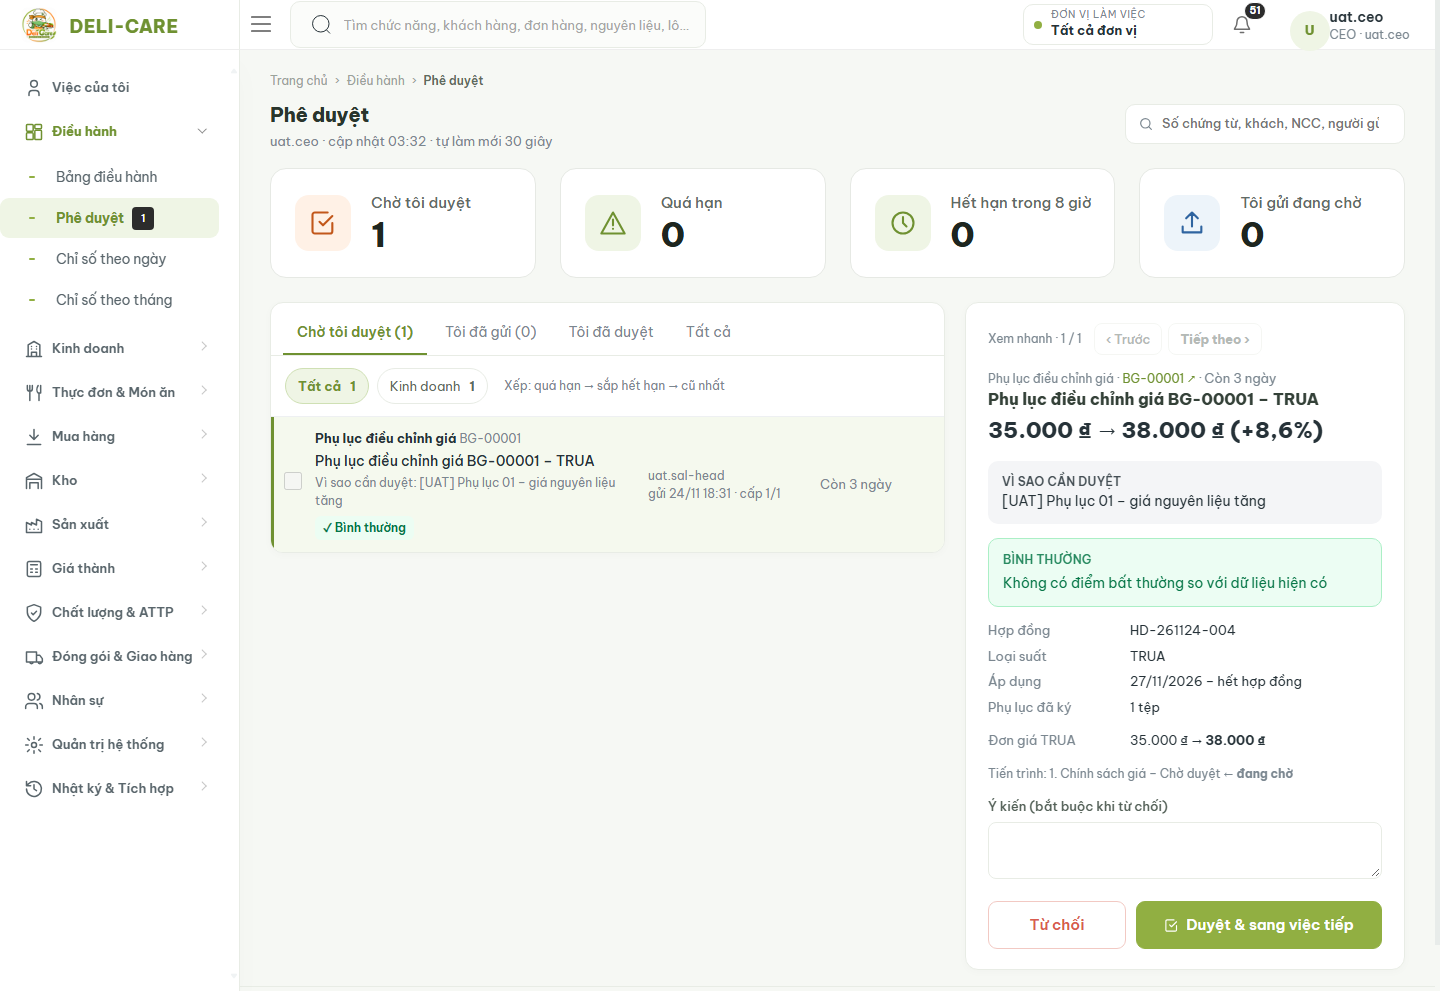 DELI-CARE
Tìm chức năng, khách hàng, đơn hàng, nguyên liệu, lô...
ĐƠN VỊ LÀM VIỆC
Tất cả đơn vị
51
U
uat.ceo
CEO · uat.ceo
Việc của tôi
Điều hành
Bảng điều hành
Phê duyệt 1
Chỉ số theo ngày
Chỉ số theo tháng
Kinh doanh
Thực đơn & Món ăn
Mua hàng
Kho
Sản xuất
Giá thành
Chất lượng & ATTP
Đóng gói & Giao hàng
Nhân sự
Quản trị hệ thống
Nhật ký & Tích hợp
Trang chủ › Điều hành › Phê duyệt
Phê duyệt
uat.ceo · cập nhật 03:32 · tự làm mới 30 giây
Số chứng từ, khách, NCC, người gử
Chờ tôi duyệt
1
Quá hạn
0
Hết hạn trong 8 giờ
0
Tôi gửi đang chờ
0
Chờ tôi duyệt (1) Tôi đã gửi (0) Tôi đã duyệt Tất cả
Tất cả 1 Kinh doanh 1 Xếp: quá hạn → sắp hết hạn → cũ nhất
Phụ lục điều chỉnh giá BG-00001
Phụ lục điều chỉnh giá BG-00001 – TRUA
Vì sao cần duyệt: [UAT] Phụ lục 01 – giá nguyên liệu
tăng
✓ Bình thường
uat.sal-head
gửi 24/11 18:31 · cấp 1/1
Còn 3 ngày
Xem nhanh · 1 / 1 ‹ Trước Tiếp theo ›
Phụ lục điều chỉnh giá · BG-00001 ↗ · Còn 3 ngày
Phụ lục điều chỉnh giá BG-00001 – TRUA
35.000 ₫ → 38.000 ₫ (+8,6%)
VÌ SAO CẦN DUYỆT
[UAT] Phụ lục 01 – giá nguyên liệu tăng
BÌNH THƯỜNG
Không có điểm bất thường so với dữ liệu hiện có
Hợp đồng HD-261124-004
Loại suất TRUA
Áp dụng 27/11/2026 – hết hợp đồng
Phụ lục đã ký 1 tệp
Đơn giá TRUA 35.000 ₫ → 38.000 ₫
Tiến trình: 1. Chính sách giá – Chờ duyệt ← đang chờ
Ý kiến (bắt buộc khi từ chối)
Từ chối
Duyệt & sang việc tiếp